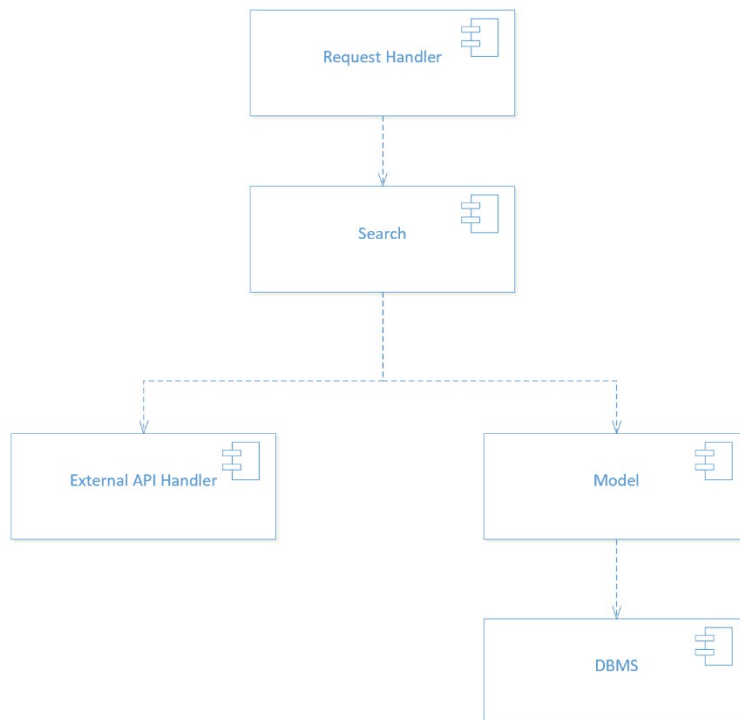 Request Handler
Search
External API Handler
Model
DBMS